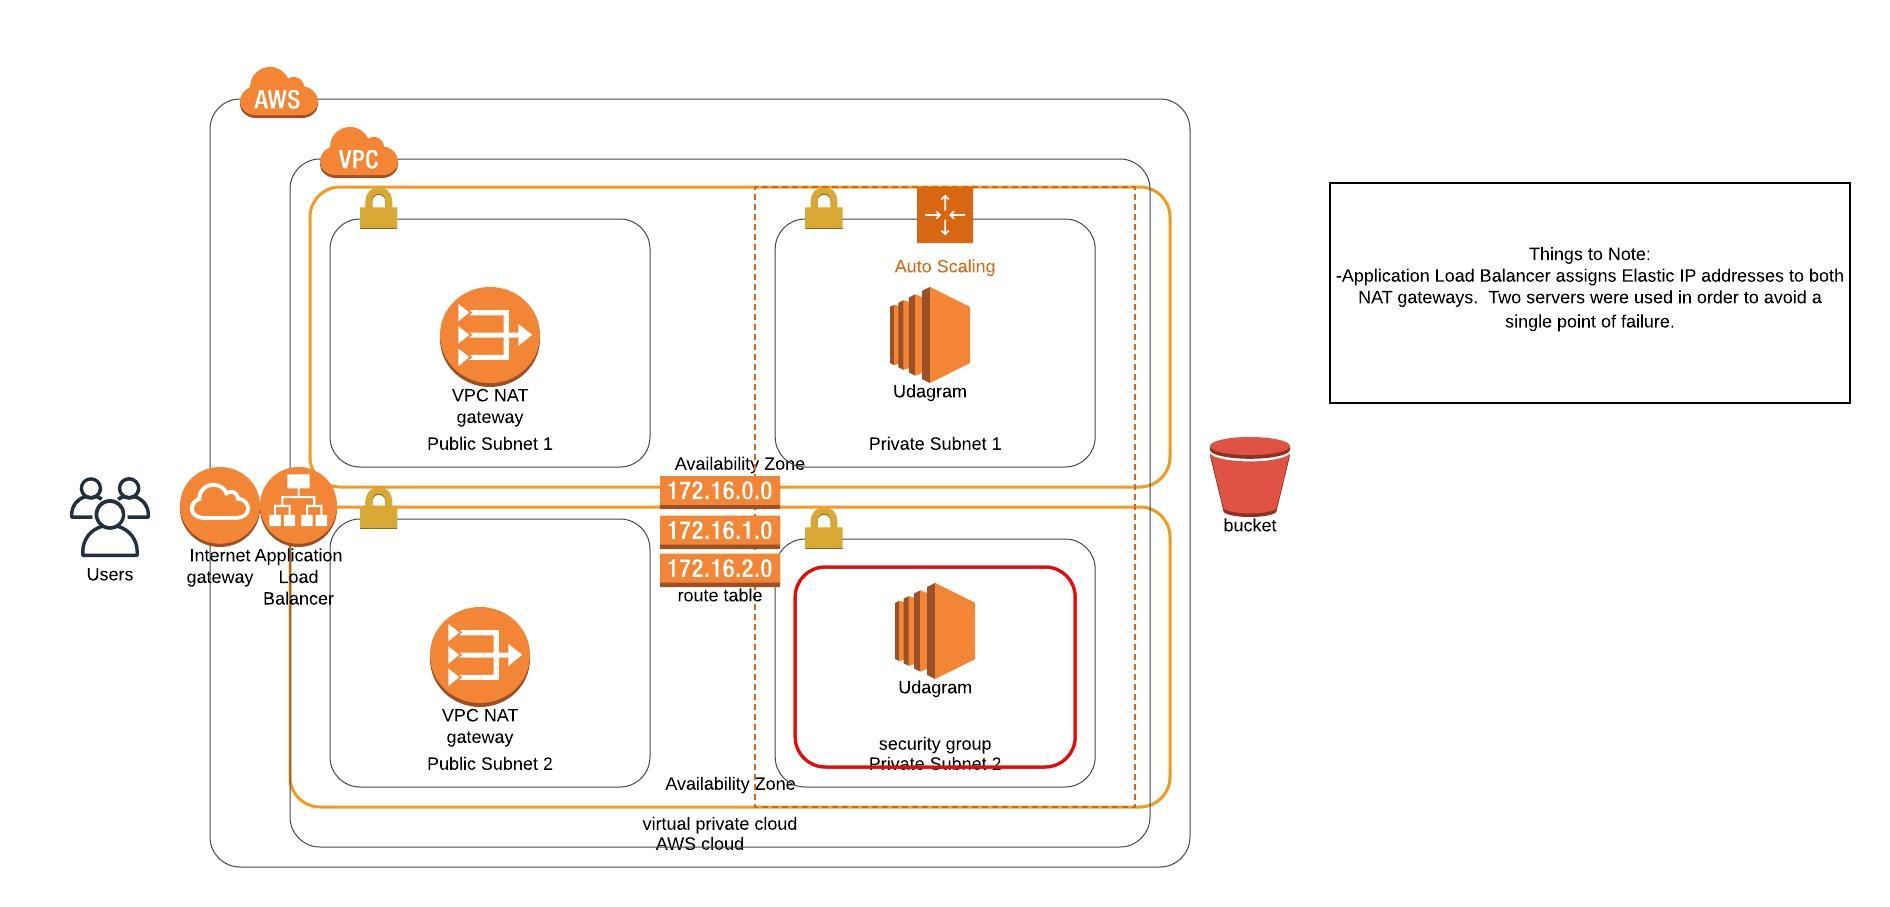 AWS
VPC
Auto Scaling
VPC NAT
gateway
Public Subnet 1
Udagram
Private Subnet 1
Availability Zone
172.16.0.0
172.16.1.0
172.16.2.0
route table
Users
Internet
gateway
Application
Load
Balancer
VPC NAT
gateway
Public Subnet 2
Udagram
security group
Private Subnet 2
Availability Zone
virtual private cloud
AWS cloud
bucket
Things to Note:
-Application Load Balancer assigns Elastic IP addresses to both
NAT gateways.  Two servers were used in order to avoid a
single point of failure.